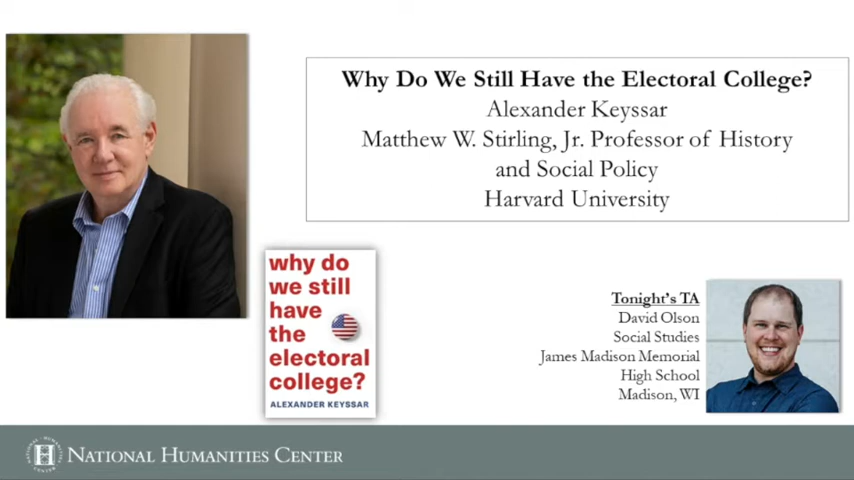 Why Do We Still Have the Electoral College?
Alexander Keyssar
Matthew W. Stirling, Jr. Professor of History
and Social Policy
Harvard University
why do
we still
have
the
electoral
college?
ALEXANDER KEYSSAR
Tonight's TA
David Olson
Social Studies
James Madison Memorial
High School
Madison, WI
H NATIONAL HUMANITIES CENTER